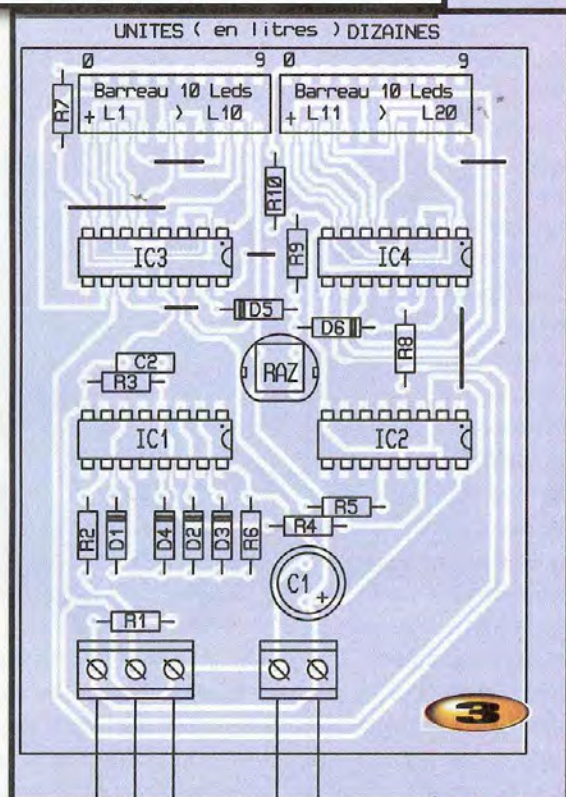 UNITES ( en litres ) DIZAINES
0 9 0 9
Barreau 10 Leds Barreau 10 Leds
+ L1 > L10 + L11 > L20
R7
R10
IC3 R9 IC4
D5
D6
R8
C2
R3
RAZ
IC1 IC2
R5
R4
R2 D1 D4 D2 D3 R6
C1
+
R1
3